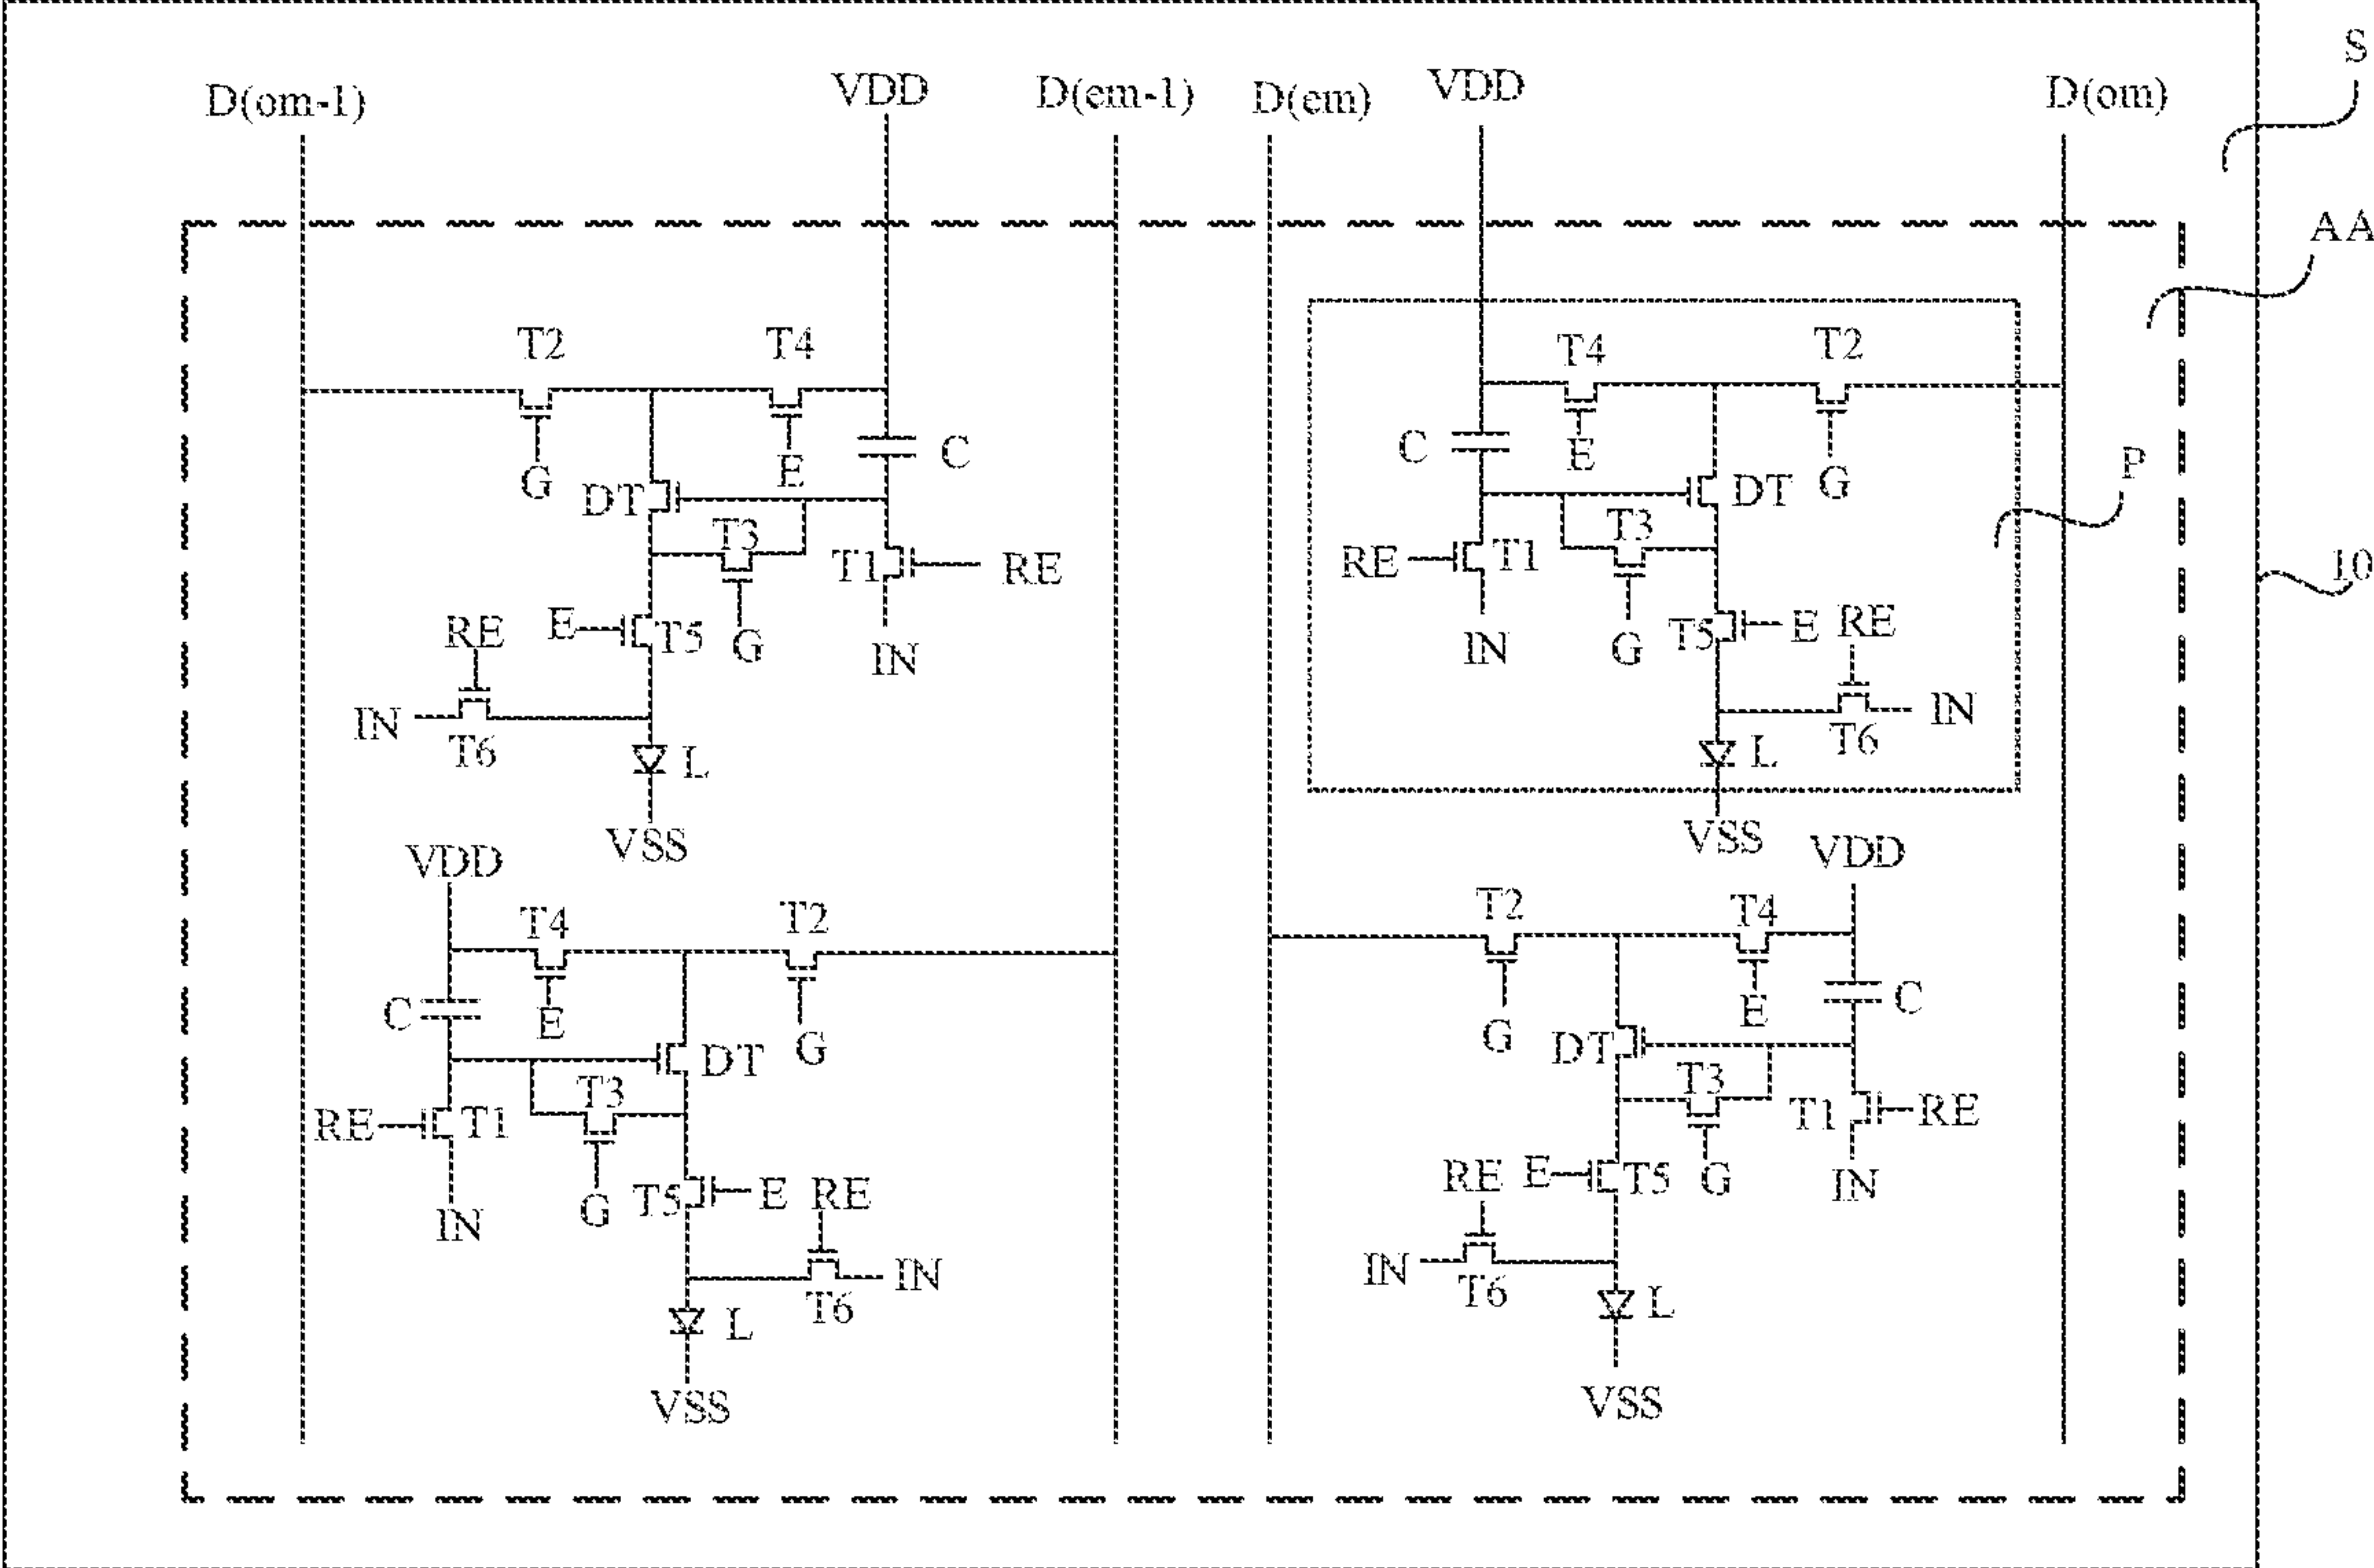 S
D(om-1) VDD D(em-1) D(em) VDD D(om)
AA
T2 T4 T4 T2
C C
E E
G G
P
DT DT
T3 T3
T1 RE RE T1
10
RE E T5 G IN IN G T5 E RE
IN T6 T6 IN
L L
VSS VSS
VDD VDD
T4 T2 T2 T4
C C
E E
G G
DT DT
T3 T3
RE T1 T1 RE
IN G T5 E RE RE E T5 G IN
IN IN
T6 T6
L L
VSS VSS